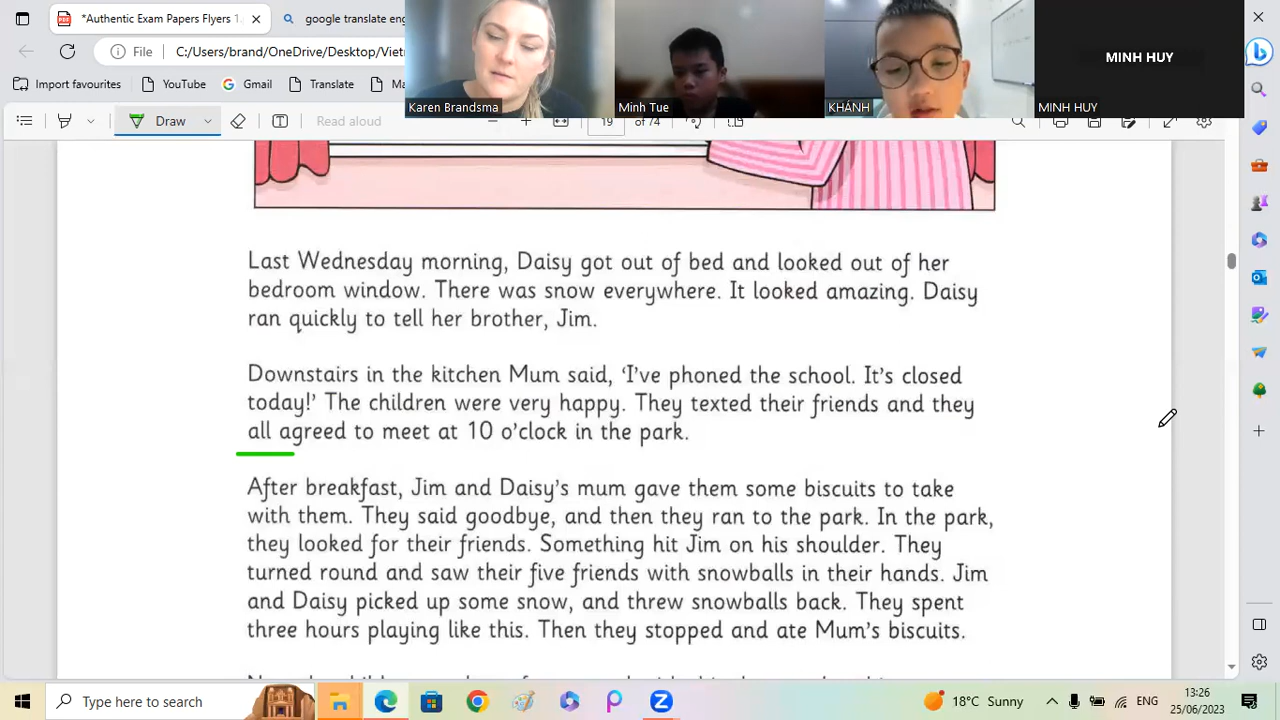 *Authentic Exam Papers Flyers 1.
google translate eng
File
C:/Users/brand/OneDrive/Desktop/Viet
Import favourites
YouTube
Gmail
Translate
Draw
Read aloud
19
of 74
Karen Brandsma
Minh Tue
KHÁNH
MINH HUY
MINH HUY
Last Wednesday morning, Daisy got out of bed and looked out of her
bedroom window. There was snow everywhere. It looked amazing. Daisy
ran quickly to tell her brother, Jim.
Downstairs in the kitchen Mum said, ‘I’ve phoned the school. It’s closed
today!’ The children were very happy. They texted their friends and they
all agreed to meet at 10 o’clock in the park.
After breakfast, Jim and Daisy’s mum gave them some biscuits to take
with them. They said goodbye, and then they ran to the park. In the park,
they looked for their friends. Something hit Jim on his shoulder. They
turned round and saw their five friends with snowballs in their hands. Jim
and Daisy picked up some snow, and threw snowballs back. They spent
three hours playing like this. Then they stopped and ate Mum’s biscuits.
Type here to search
18°C Sunny
ENG
13:26
25/06/2023